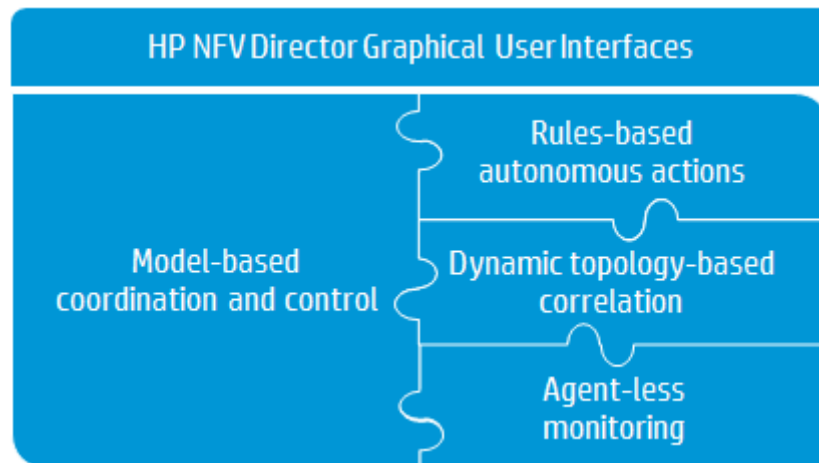 HP NFV Director Graphical User Interfaces
Rules-based
autonomous actions
Model-based
coordination and control
Dynamic topology-based
correlation
Agent-less
monitoring